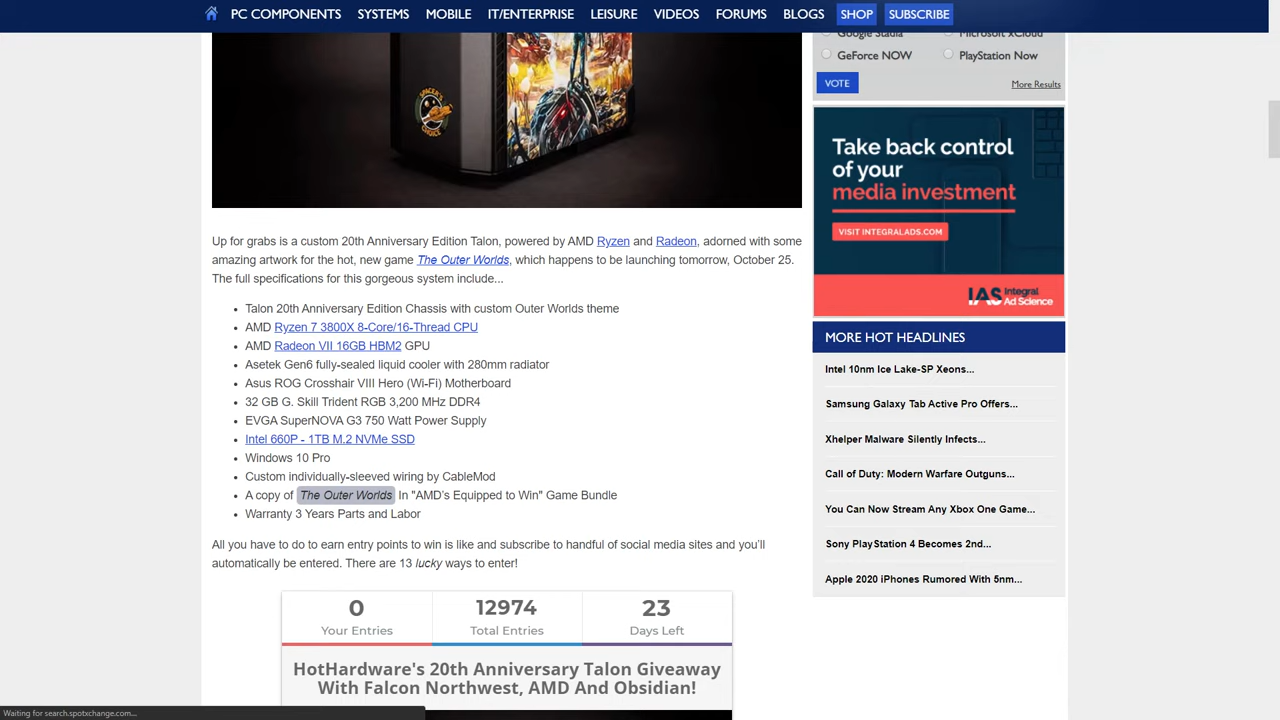 PC COMPONENTS SYSTEMS MOBILE IT/ENTERPRISE LEISURE VIDEOS FORUMS BLOGS SHOP SUBSCRIBE
Google Stadia Microsoft xCloud
GeForce NOW PlayStation Now
VOTE More Results
SPACER'S CHOICE
Take back control
of your
media investment
VISIT INTEGRALADS.COM
IAS Integral
Ad Science
Up for grabs is a custom 20th Anniversary Edition Talon, powered by AMD Ryzen and Radeon, adorned with some
amazing artwork for the hot, new game The Outer Worlds, which happens to be launching tomorrow, October 25.
The full specifications for this gorgeous system include...
Talon 20th Anniversary Edition Chassis with custom Outer Worlds theme
AMD Ryzen 7 3800X 8-Core/16-Thread CPU
AMD Radeon VII 16GB HBM2 GPU
Asetek Gen6 fully-sealed liquid cooler with 280mm radiator
Asus ROG Crosshair VIII Hero (Wi-Fi) Motherboard
32 GB G. Skill Trident RGB 3,200 MHz DDR4
EVGA SuperNOVA G3 750 Watt Power Supply
Intel 660P - 1TB M.2 NVMe SSD
Windows 10 Pro
Custom individually-sleeved wiring by CableMod
A copy of The Outer Worlds In "AMD's Equipped to Win" Game Bundle
Warranty 3 Years Parts and Labor
All you have to do to earn entry points to win is like and subscribe to handful of social media sites and you'll
automatically be entered. There are 13 lucky ways to enter!
0 12974 23
Your Entries Total Entries Days Left
HotHardware's 20th Anniversary Talon Giveaway
With Falcon Northwest, AMD And Obsidian!
MORE HOT HEADLINES
Intel 10nm Ice Lake-SP Xeons...
Samsung Galaxy Tab Active Pro Offers...
Xhelper Malware Silently Infects...
Call of Duty: Modern Warfare Outguns...
You Can Now Stream Any Xbox One Game...
Sony PlayStation 4 Becomes 2nd...
Apple 2020 iPhones Rumored With 5nm...
Waiting for search.spotxchange.com...